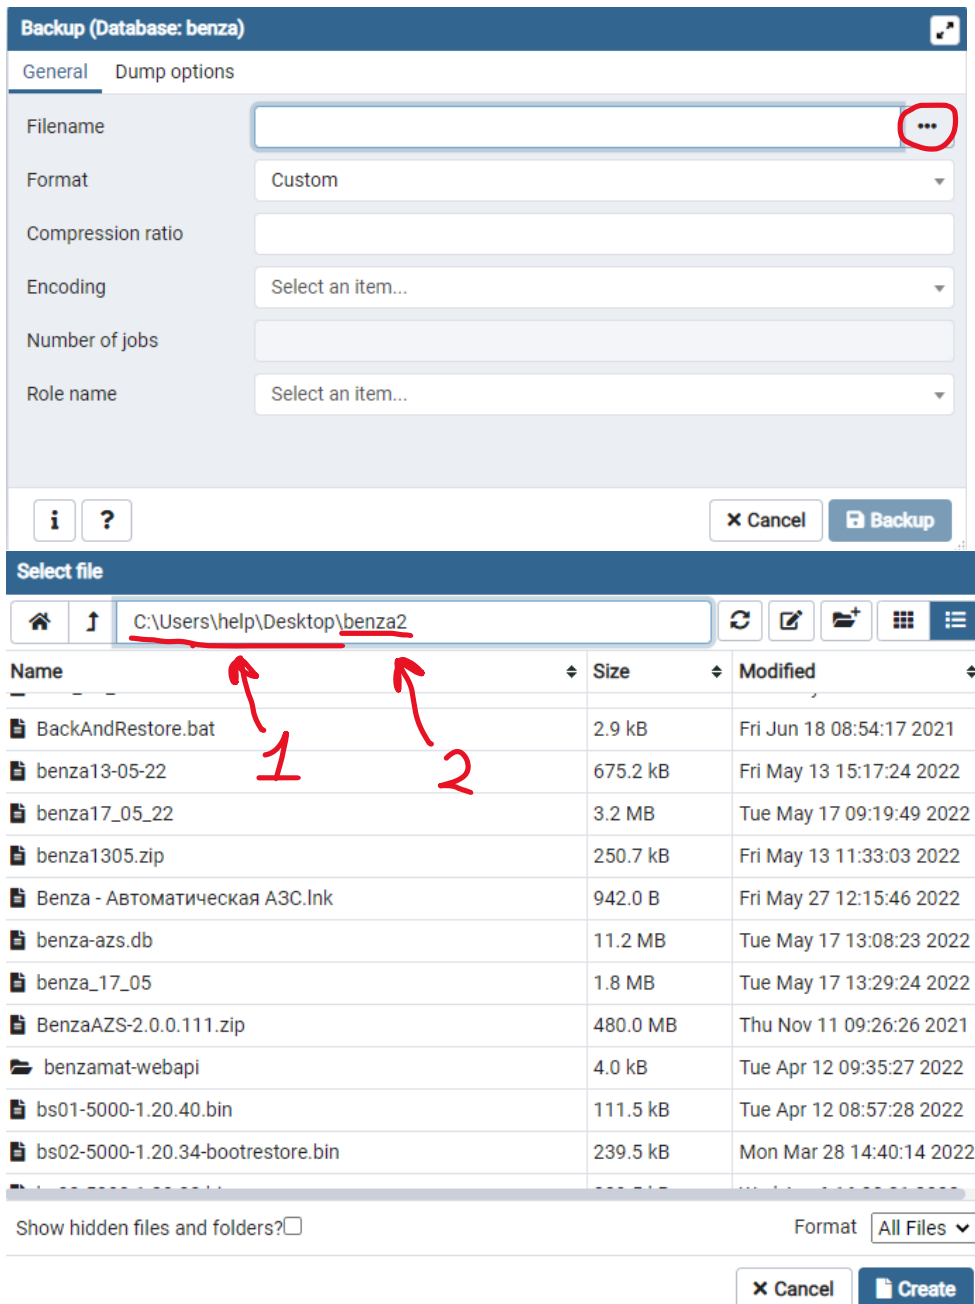 Backup (Database: benza)
General Dump options
Filename
Format Custom
Compression ratio
Encoding Select an item...
Number of jobs
Role name Select an item...
i ? Cancel Backup
Select file
C:\Users\help\Desktop\benza2
Name Size Modified
BackAndRestore.bat 2.9 kB Fri Jun 18 08:54:17 2021
1
2
benza13-05-22 675.2 kB Fri May 13 15:17:24 2022
benza17_05_22 3.2 MB Tue May 17 09:19:49 2022
benza1305.zip 250.7 kB Fri May 13 11:33:03 2022
Benza - Автоматическая АЗС.lnk 942.0 B Fri May 27 12:15:46 2022
benza-azs.db 11.2 MB Tue May 17 13:08:23 2022
benza_17_05 1.8 MB Tue May 17 13:29:24 2022
BenzaAZS-2.0.0.111.zip 480.0 MB Thu Nov 11 09:26:26 2021
benzamat-webapi 4.0 kB Tue Apr 12 09:35:27 2022
bs01-5000-1.20.40.bin 111.5 kB Tue Apr 12 08:57:28 2022
bs02-5000-1.20.34-bootrestore.bin 239.5 kB Mon Mar 28 14:40:14 2022
Show hidden files and folders? Format All Files
Cancel Create